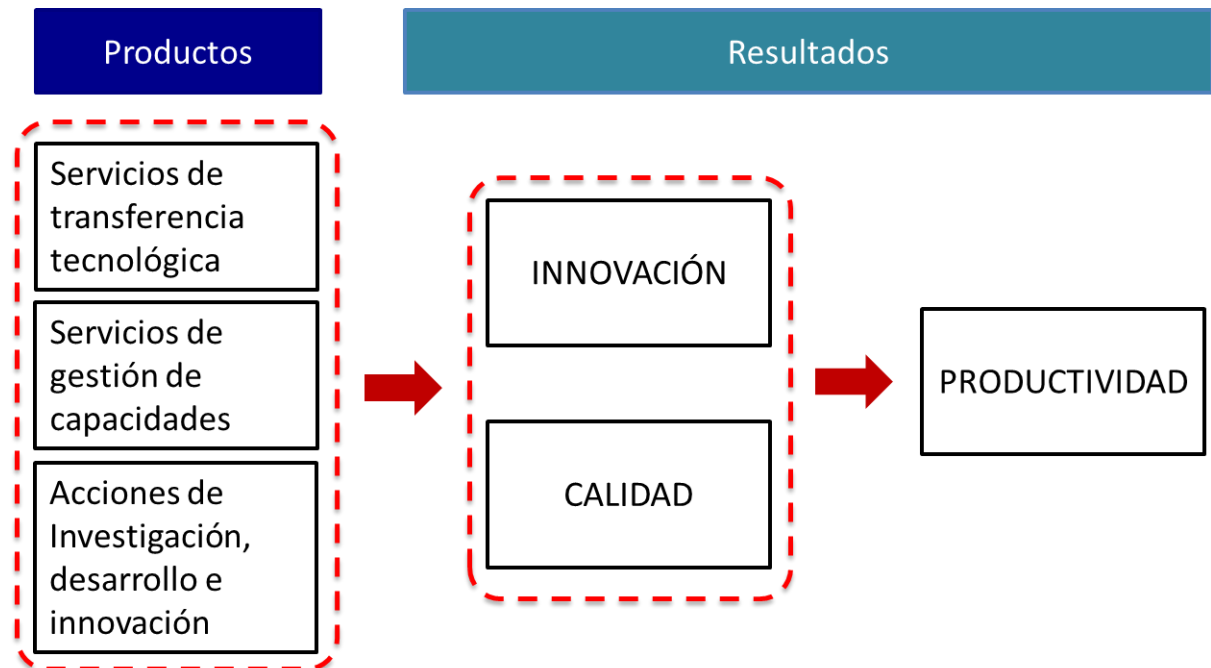 Productos
Resultados
Servicios de
transferencia
tecnológica
Servicios de
gestión de
capacidades
Acciones de
Investigación,
desarrollo e
innovación
INNOVACIÓN
CALIDAD
PRODUCTIVIDAD